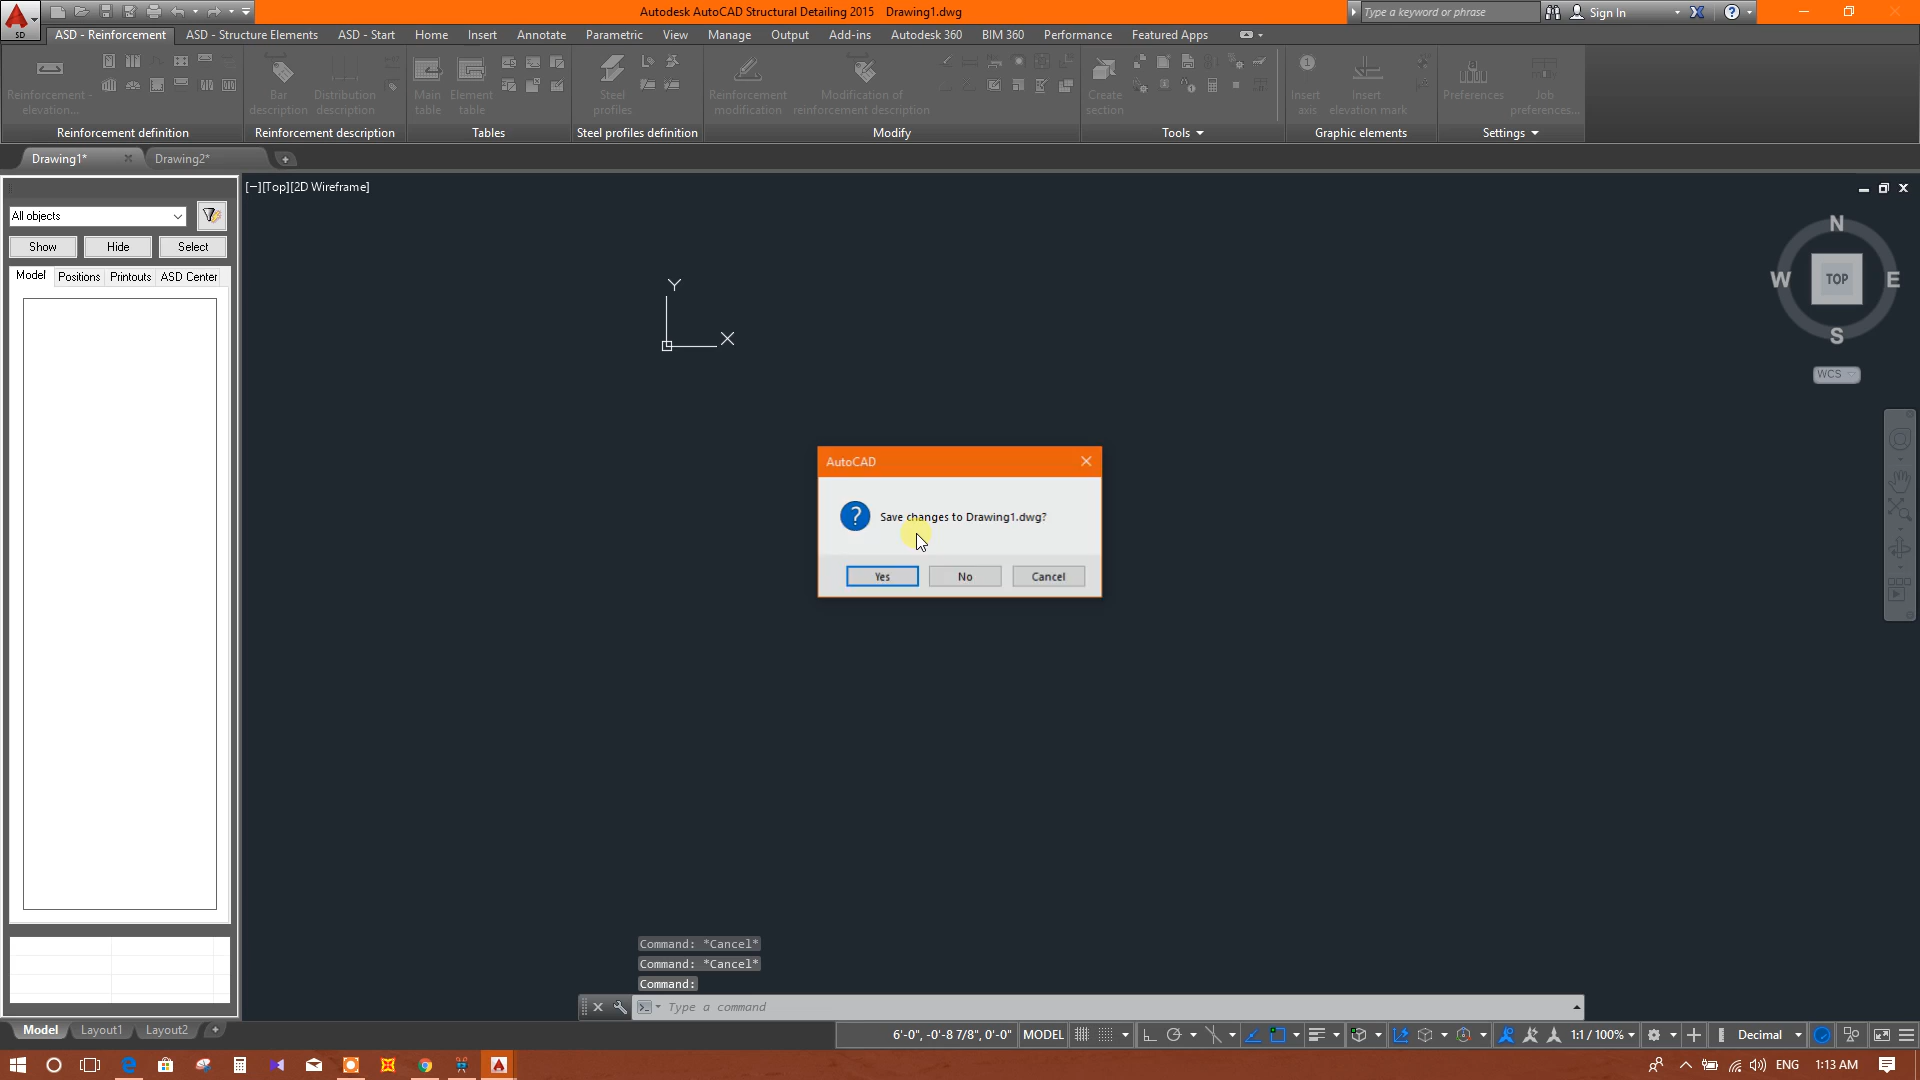 Autodesk AutoCAD Structural Detailing 2015 Drawing1.dwg
Type a keyword or phrase
Sign In
SD
ASD - Reinforcement
ASD - Structure Elements
ASD - Start
Home
Insert
Annotate
Parametric
View
Manage
Output
Add-ins
Autodesk 360
BIM 360
Performance
Featured Apps
Reinforcement -
elevation...
Bar
description
Distribution
description
Main
table
Element
table
Steel
profiles
Reinforcement
modification
Modification of
reinforcement description
Create
section
Insert
axis
Insert
elevation mark
Preferences
Job
preferences...
Reinforcement definition
Reinforcement description
Tables
Steel profiles definition
Modify
Tools
Graphic elements
Settings
Drawing1*
Drawing2*
[−][Top][2D Wireframe]
All objects
Show
Hide
Select
Model
Positions
Printouts
ASD Center
Y
X
N
W
TOP
E
S
WCS
AutoCAD
Save changes to Drawing1.dwg?
Yes
No
Cancel
Command: *Cancel*
Command: *Cancel*
Command:
Type a command
Model
Layout1
Layout2
6'-0", -0'-8 7/8", 0'-0"
MODEL
1:1 / 100%
Decimal
ENG
1:13 AM